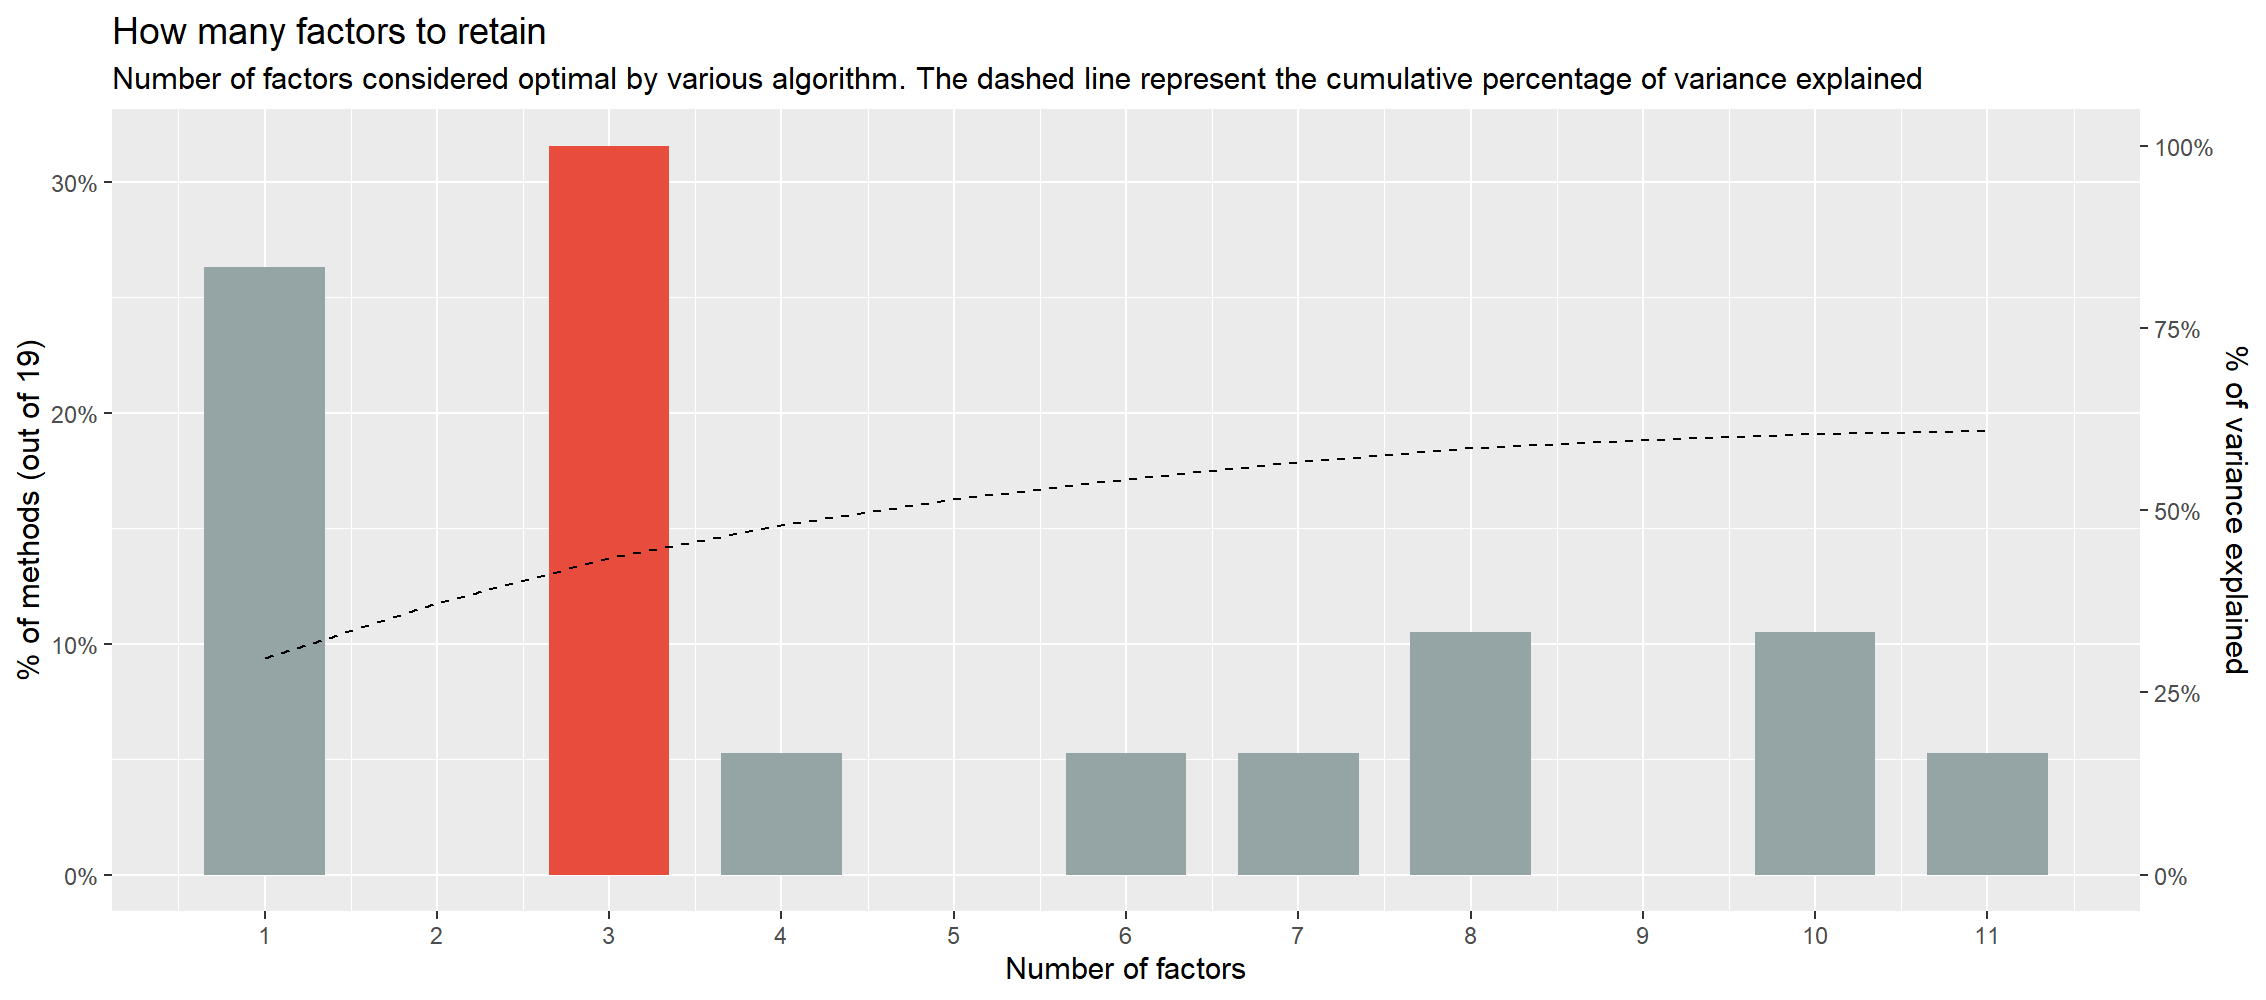 How many factors to retain
Number of factors considered optimal by various algorithm. The dashed line represent the cumulative percentage of variance explained
% of methods (out of 19)
30%
20%
10%
0%
100%
75%
50%
25%
0%
% of variance explained
1 2 3 4 5 6 7 8 9 10 11
Number of factors